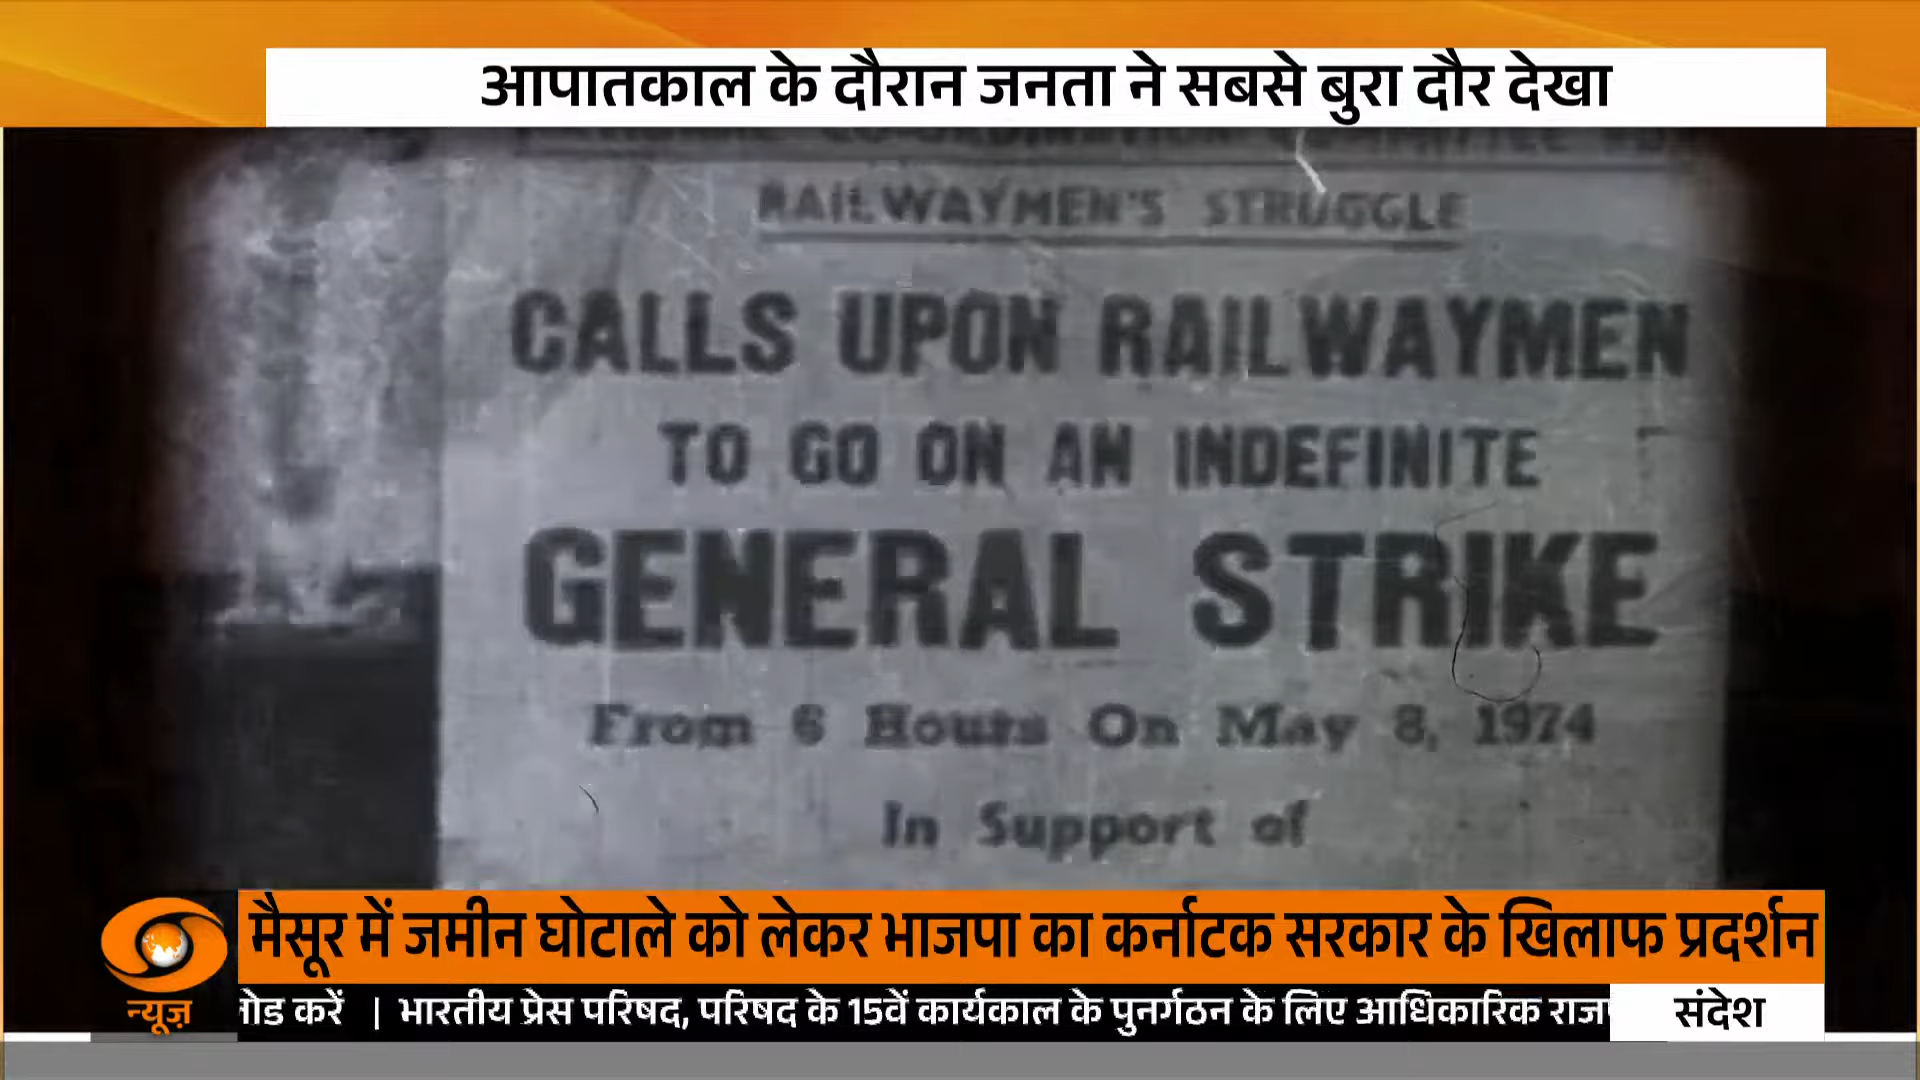 आपातकाल के दौरान जनता ने सबसे बुरा दौर देखा
RAILWAYMEN'S STRUGGLE
CALLS UPON RAILWAYMEN
TO GO ON AN INDEFINITE
GENERAL STRIKE
From 6 Hours On May 8, 1974
In Support of
मैसूर में जमीन घोटाले को लेकर भाजपा का कर्नाटक सरकार के खिलाफ प्रदर्शन
न्यूज़
करें | भारतीय प्रेस परिषद, परिषद के 15वें कार्यकाल के पुनर्गठन के लिए आधिकारिक
संदेश